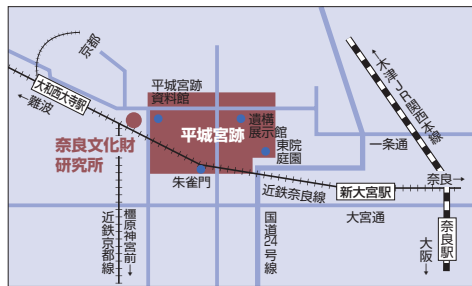 京都
大和西大寺駅
←難波
平城宮跡
資料館
奈良文化財
研究所
平城宮跡
遺構
展示館
東院
庭園
朱雀門
←木津
JR関西本線
一条通
奈良→
近鉄奈良線
新大宮駅
大宮通
橿原神宮前→
近鉄京都線
国道24号線
奈良駅
大阪→